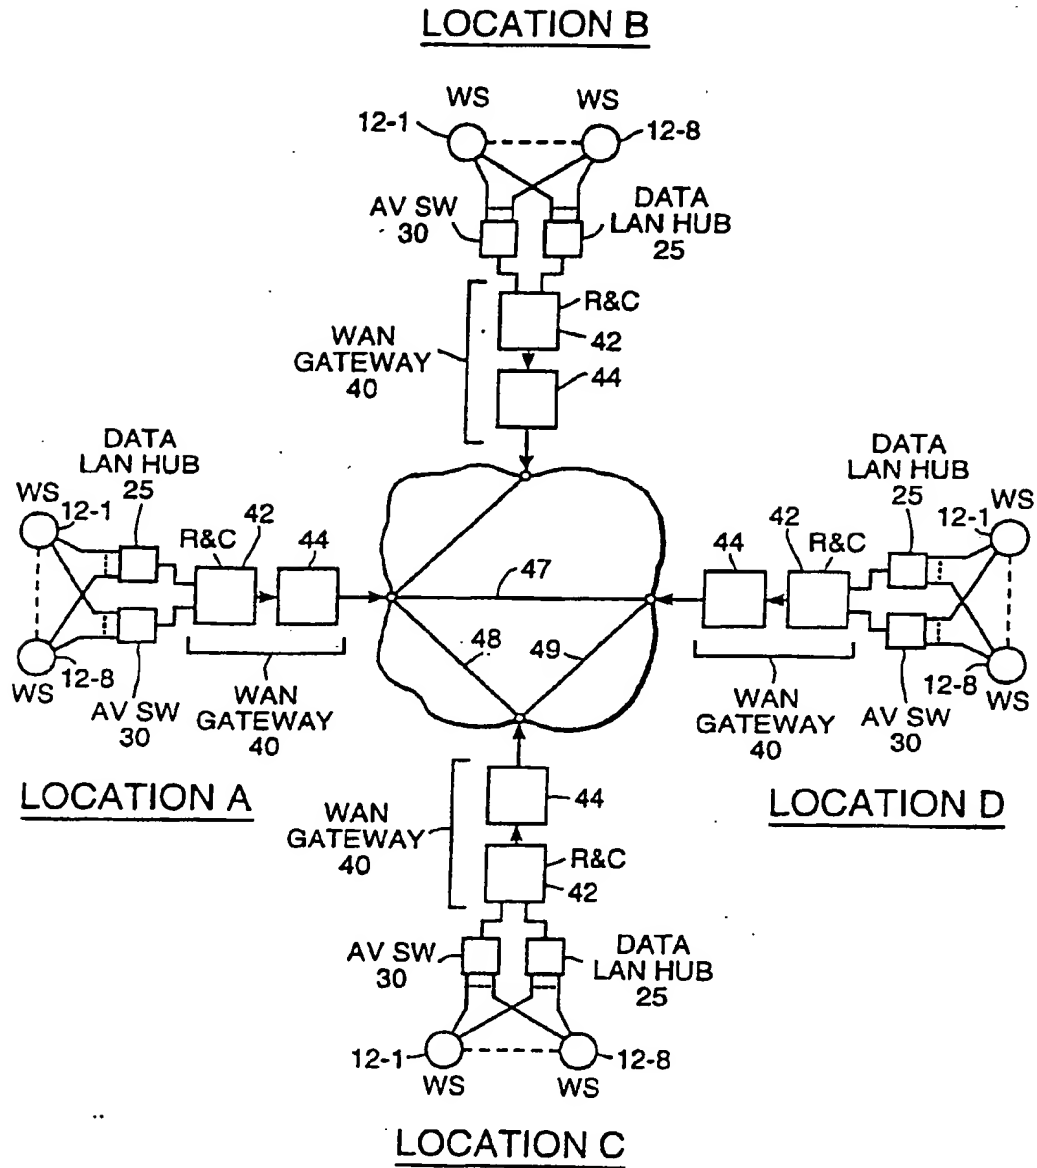 LOCATION B
WS
WS
12-1
12-8
AV SW
30
DATA
LAN HUB
25
R&C
42
WAN
GATEWAY
40
44
DATA
LAN HUB
25
WS
12-1
R&C
42
44
12-8
WS
AV SW
30
WAN
GATEWAY
40
LOCATION A
47
48
49
DATA
LAN HUB
25
WS
12-1
42
R&C
44
12-8
WS
AV SW
30
WAN
GATEWAY
40
LOCATION D
44
WAN
GATEWAY
40
R&C
42
AV SW
30
DATA
LAN HUB
25
12-1
12-8
WS
WS
LOCATION C